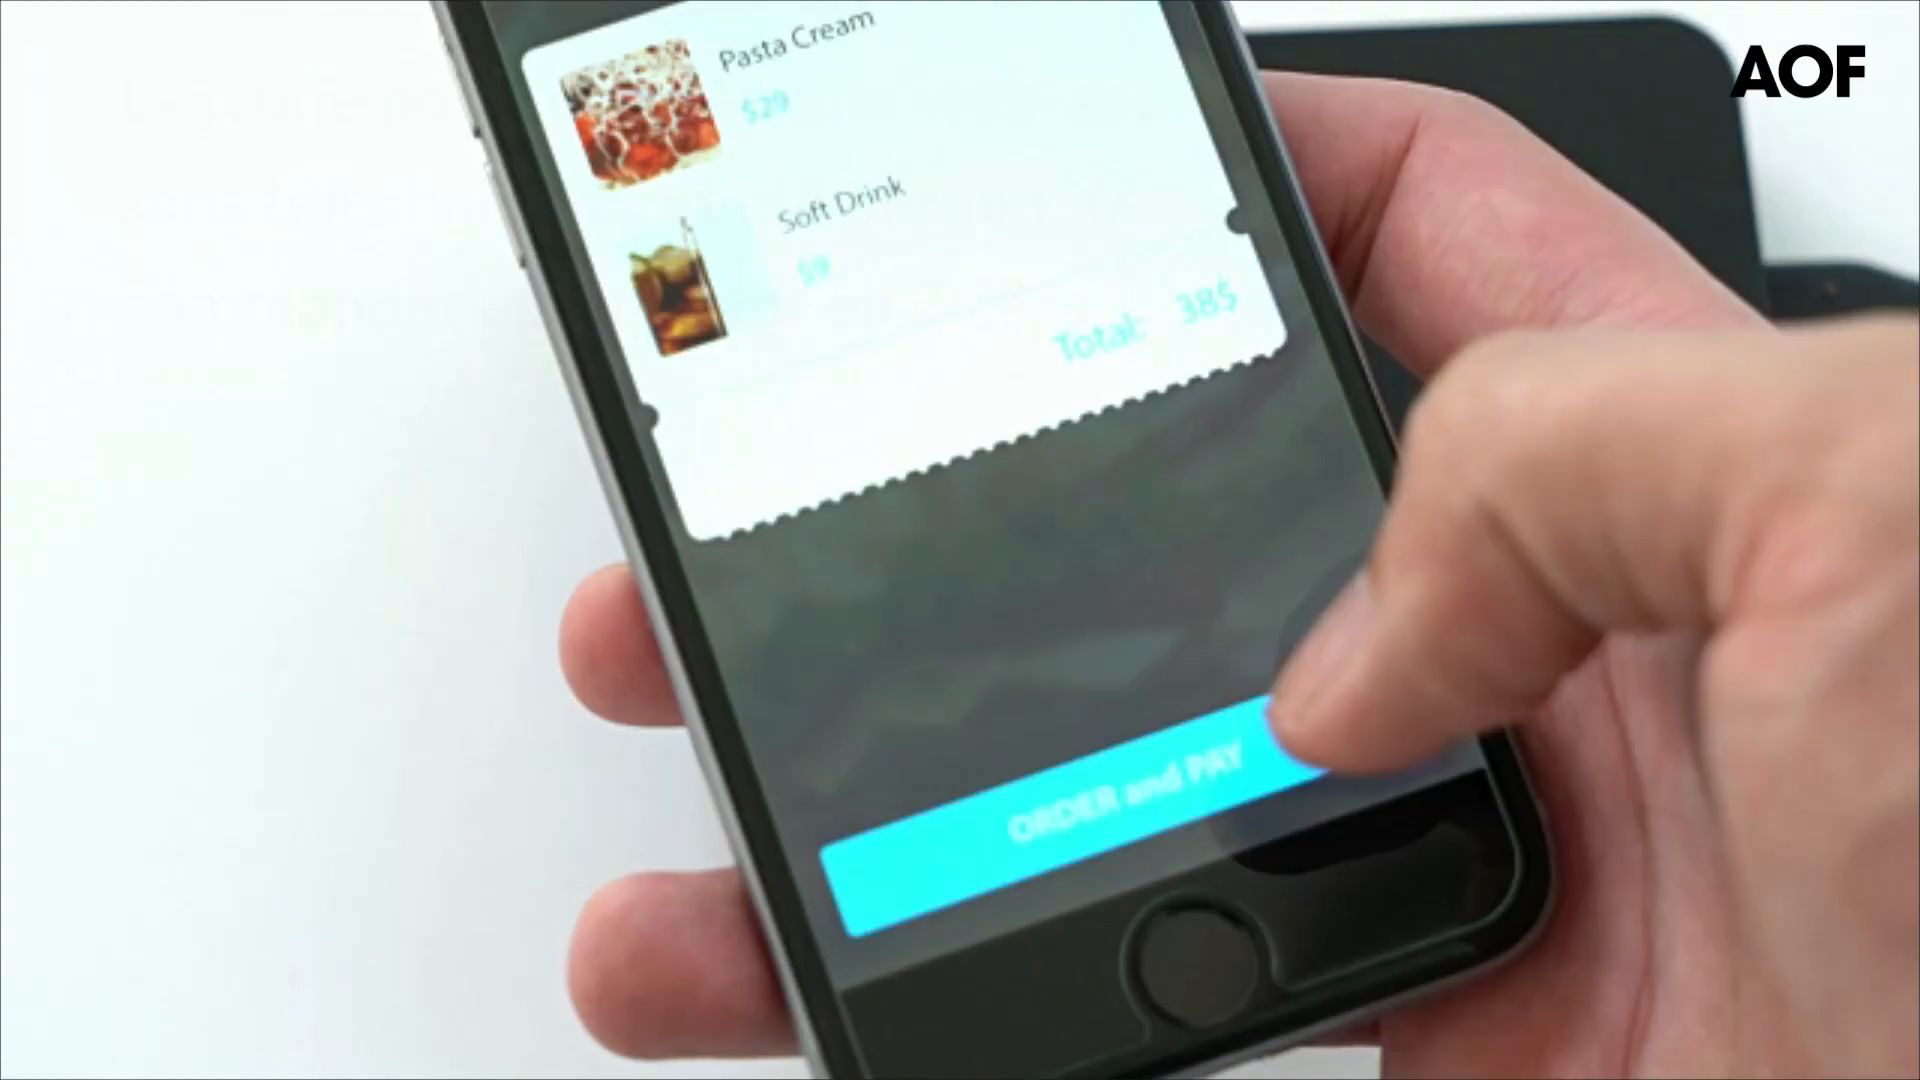 AOF
Pasta Cream
$29
Soft Drink
$9
Total: 38$
ORDER and PAY